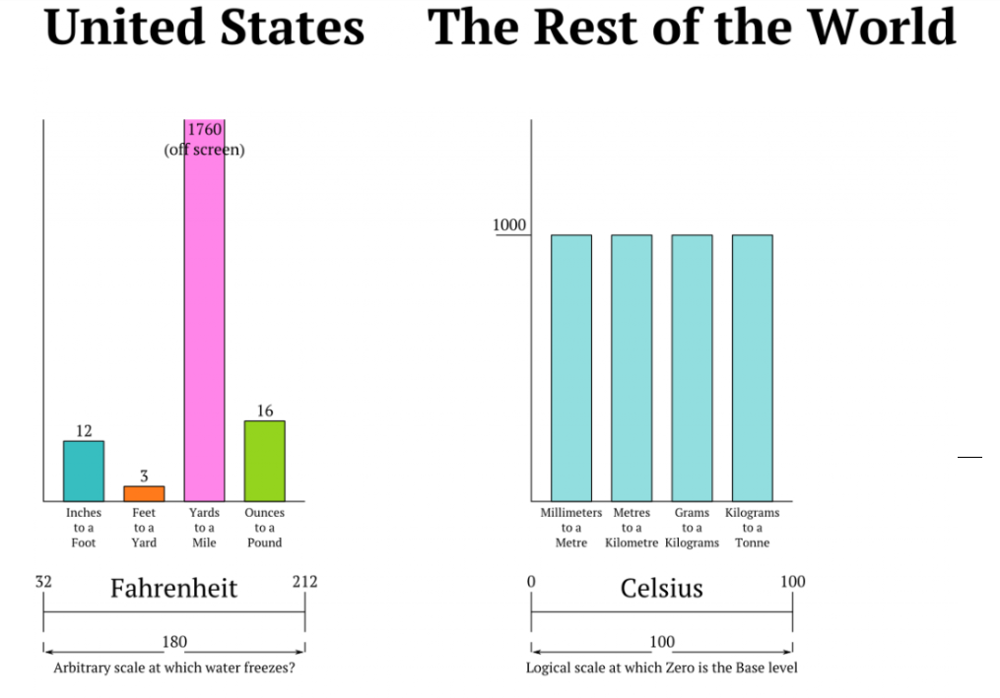 United States
The Rest of the World
1760
(off screen)
12
3
16
Inches
to a
Foot
Feet
to a
Yard
Yards
to a
Mile
Ounces
to a
Pound
1000
Millimeters
to a
Metre
Metres
to a
Kilometre
Grams
to a
Kilograms
Kilograms
to a
Tonne
32
Fahrenheit
212
180
Arbitrary scale at which water freezes?
0
Celsius
100
100
Logical scale at which Zero is the Base level